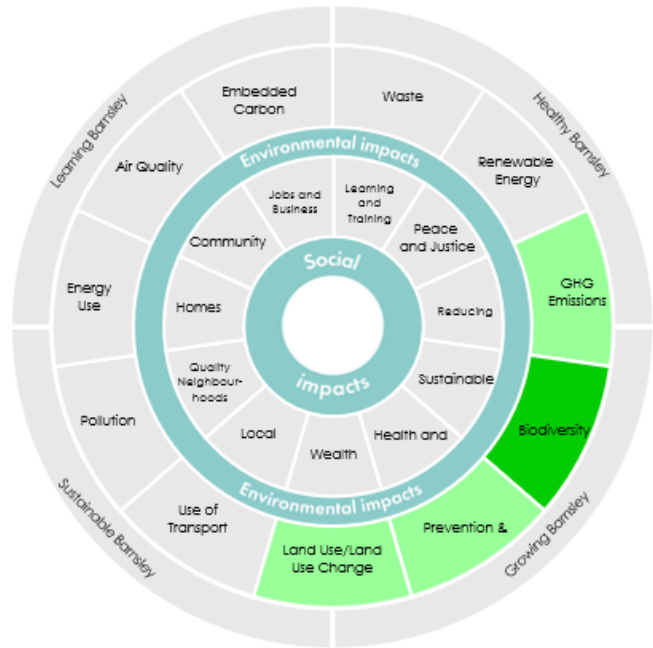 Embedded
Carbon
Waste
Learning Barnsley
Healthy Barnsley
Air Quality
Environmental impacts
Renewable
Energy
Jobs and
Business
Learning
and
Training
Community
Peace
and Justice
Social
Energy
Use
GHG
Emissions
Homes
Reducing
Quality
Neighbour-
hoods
impacts
Sustainable
Pollution
Biodiversity
Local
Wealth
Health and
Environmental impacts
Use of
Transport
Prevention &
Land Use/Land
Use Change
Sustainable Barnsley
Growing Barnsley